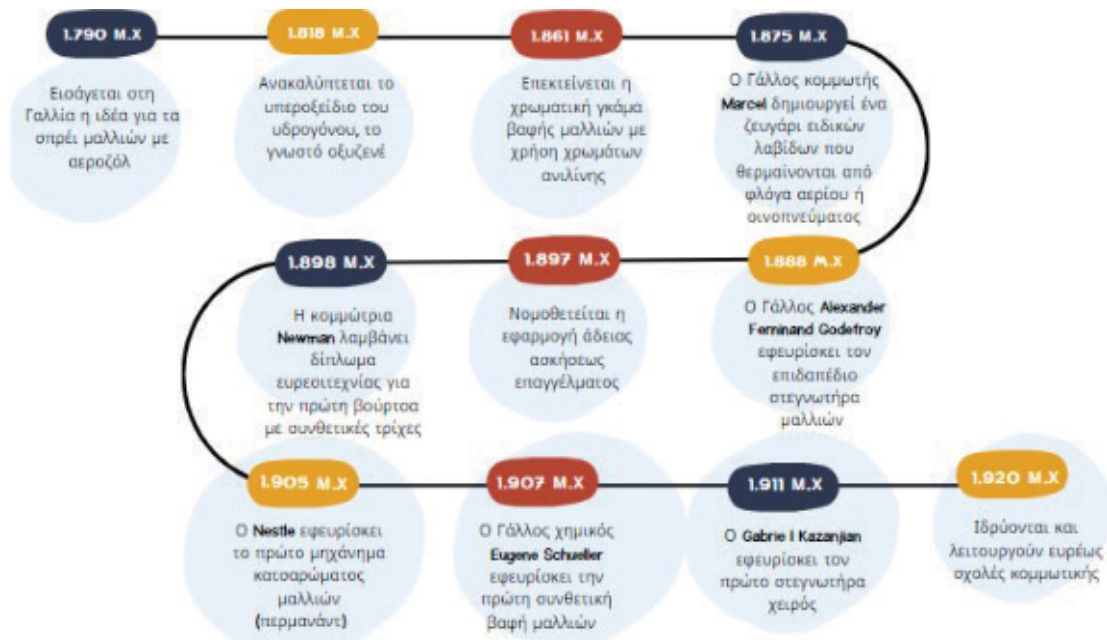 1.790 Μ.Χ
Εισάγεται στη
Γαλλία η ιδέα για τα
σπρέι μαλλιών με
αεροζόλ
1.818 Μ.Χ
Ανακαλύπτεται το
υπεροξείδιο του
υδρογόνου, το
γνωστό οξυζενέ
1.861 Μ.Χ
Επεκτείνεται η
χρωματική γκάμα
βαφής μαλλιών με
χρήση χρωμάτων
ανιλίνης
1.875 Μ.Χ
Ο Γάλλος κομμωτής
Marcel δημιουργεί ένα
ζευγάρι ειδικών
λαβίδων που
θερμαίνονται από
φλόγα αερίου ή
οινοπνεύματος
1.888 Μ.Χ
Ο Γάλλος Alexander
Ferninand Godefroy
εφευρίσκει τον
επιδαπέδιο
στεγνωτήρα
μαλλιών
1.897 Μ.Χ
Νομοθετείται η
εφαρμογή άδειας
ασκήσεως
επαγγέλματος
1.898 Μ.Χ
Η κομμώτρια
Newman λαμβάνει
δίπλωμα
ευρεσιτεχνίας για
την πρώτη βούρτσα
με συνθετικές τρίχες
1.905 Μ.Χ
Ο Nestle εφευρίσκει
το πρώτο μηχάνημα
κατσαρώματος
μαλλιών
(περμανάντ)
1.907 Μ.Χ
Ο Γάλλος χημικός
Eugene Schueller
εφευρίσκει την
πρώτη συνθετική
βαφή μαλλιών
1.911 Μ.Χ
Ο Gabrie l Kazanjian
εφευρίσκει τον
πρώτο στεγνωτήρα
χειρός
1.920 Μ.Χ
Ιδρύονται και
λειτουργούν ευρέως
σχολές κομμωτικής